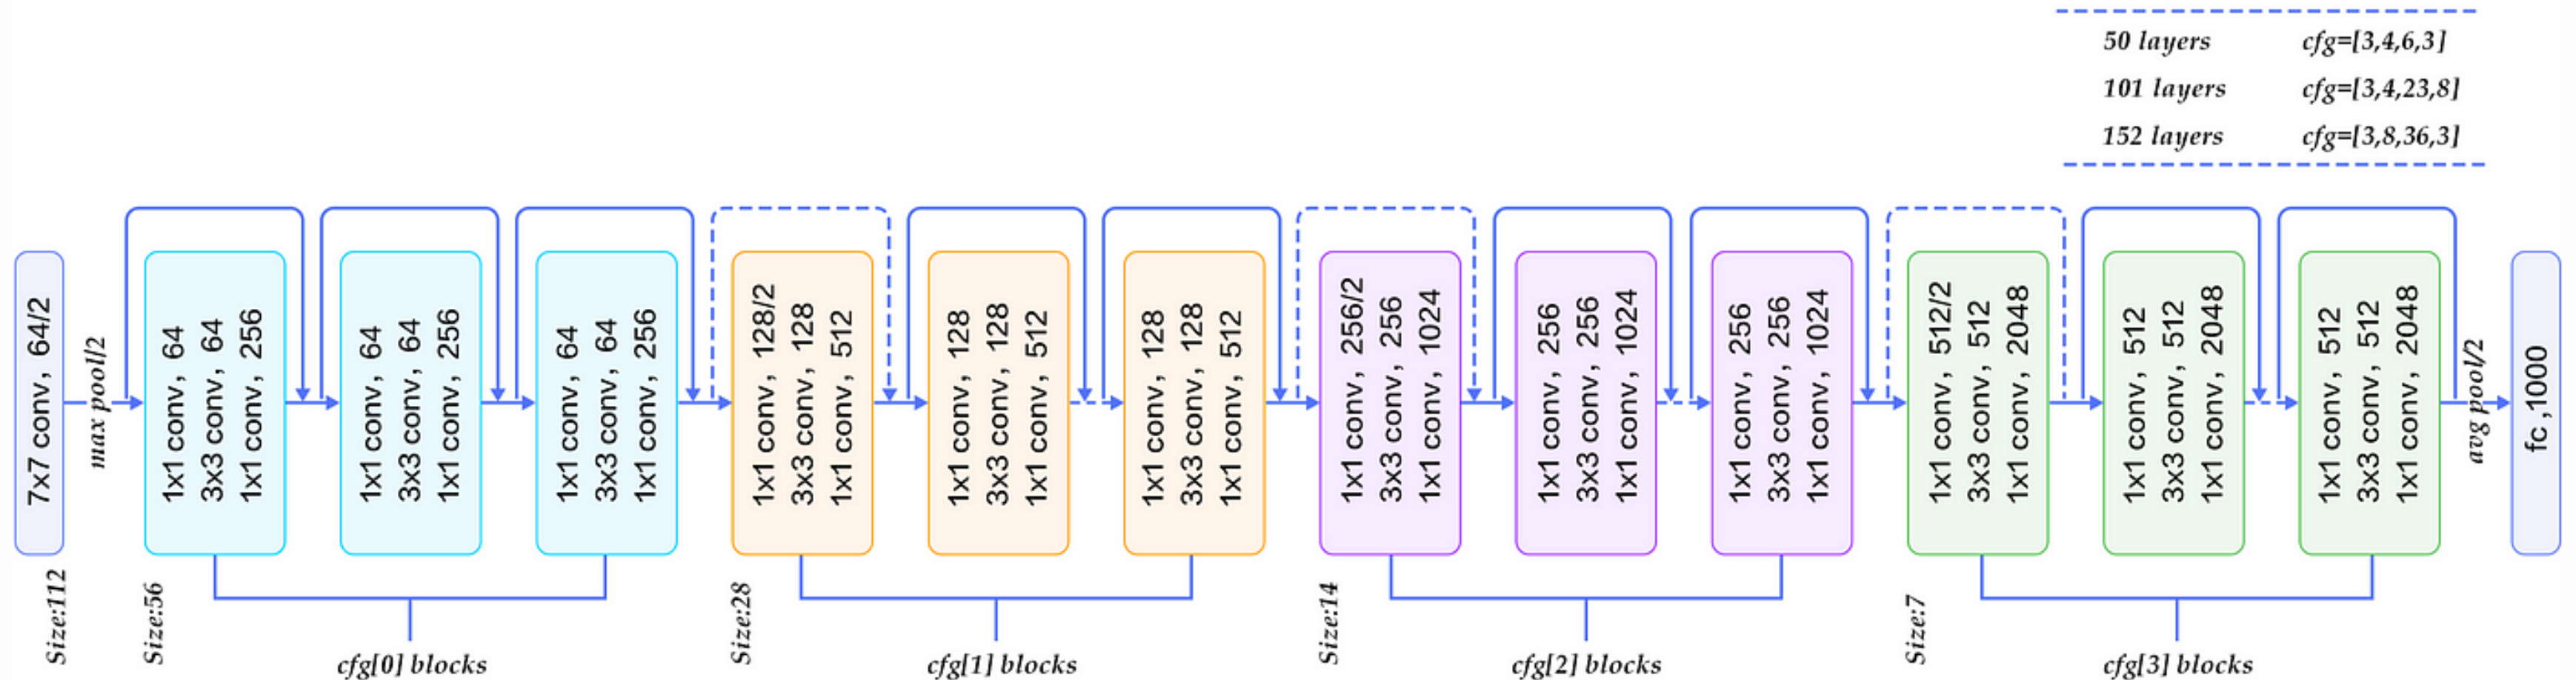 50 layers cfg=[3,4,6,3]
101 layers cfg=[3,4,23,8]
152 layers cfg=[3,8,36,3]
7x7 conv, 64/2
max pool/2
1x1 conv, 64
3x3 conv, 64
1x1 conv, 256
1x1 conv, 64
3x3 conv, 64
1x1 conv, 256
1x1 conv, 64
3x3 conv, 64
1x1 conv, 256
1x1 conv, 128/2
3x3 conv, 128
1x1 conv, 512
1x1 conv, 128
3x3 conv, 128
1x1 conv, 512
1x1 conv, 128
3x3 conv, 128
1x1 conv, 512
1x1 conv, 256/2
3x3 conv, 256
1x1 conv, 1024
1x1 conv, 256
3x3 conv, 256
1x1 conv, 1024
1x1 conv, 256
3x3 conv, 256
1x1 conv, 1024
1x1 conv, 512/2
3x3 conv, 512
1x1 conv, 2048
1x1 conv, 512
3x3 conv, 512
1x1 conv, 2048
1x1 conv, 512
3x3 conv, 512
1x1 conv, 2048
avg pool/2
fc ,1000
Size:112
Size:56
cfg[0] blocks
Size:28
cfg[1] blocks
Size:14
cfg[2] blocks
Size:7
cfg[3] blocks